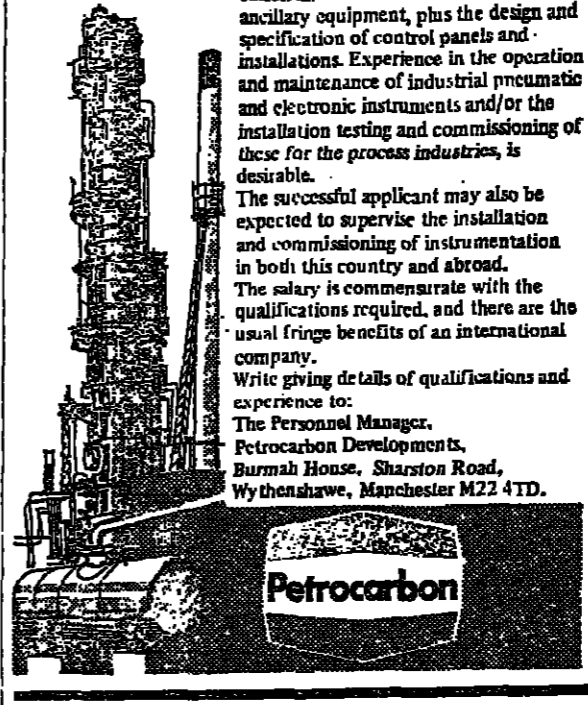 ancillary equipment, plus the design and
specification of control panels and
installations. Experience in the operation
and maintenance of industrial pneumatic
and electronic instruments and/or the
installation testing and commissioning of
these for the process industries, is
desirable.
The successful applicant may also be
expected to supervise the installation
and commissioning of instrumentation
in both this country and abroad.
The salary is commensurate with the
qualifications required, and there are the
usual fringe benefits of an international
company.
Write giving details of qualifications and
experience to:
The Personnel Manager,
Petrocarbon Developments,
Burmah House, Sharston Road,
Wythenshawe, Manchester M22 4TD.
Petrocarbon